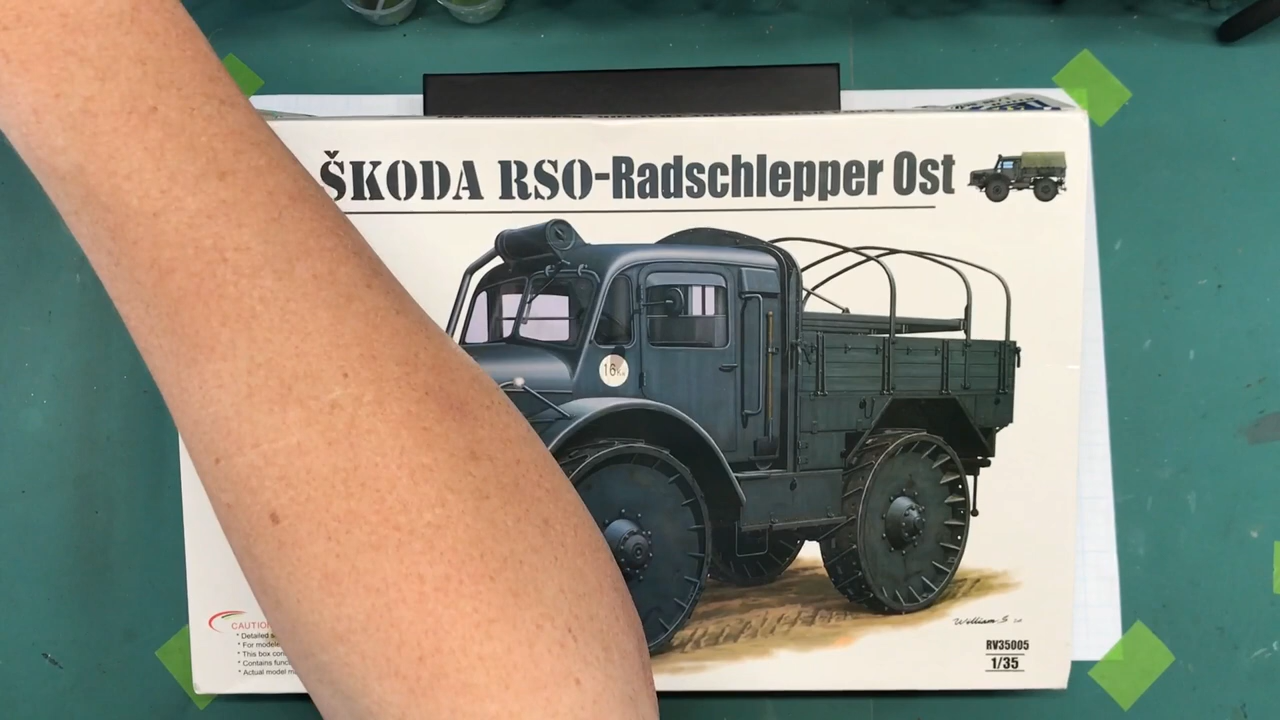 ŠKODA RSO-Radschlepper Ost
16
William S
CAUTIO
* Detailed
* For modele
* This box con
* Contains func
* Actual model m
RV35005
1/35